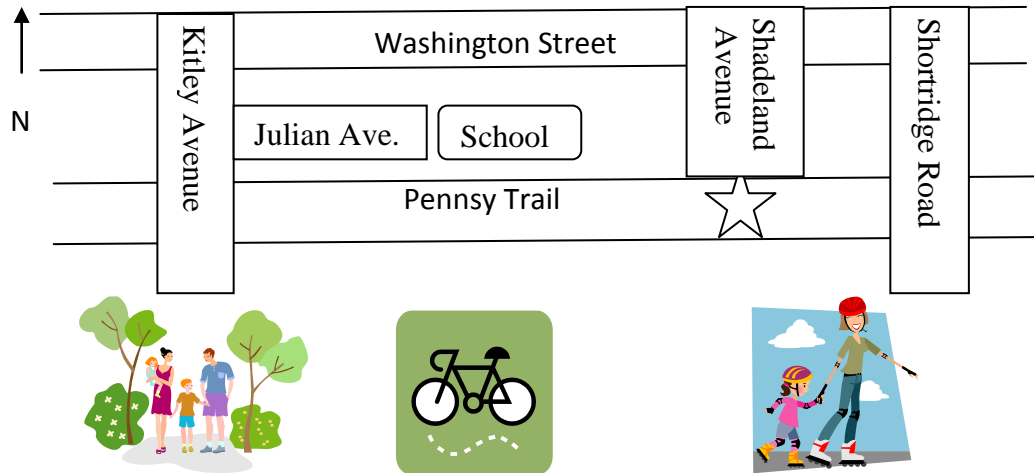 N
Kitley Avenue
Washington Street
Shadeland
Avenue
Shortridge Road
Julian Ave.
School
Pennsy Trail